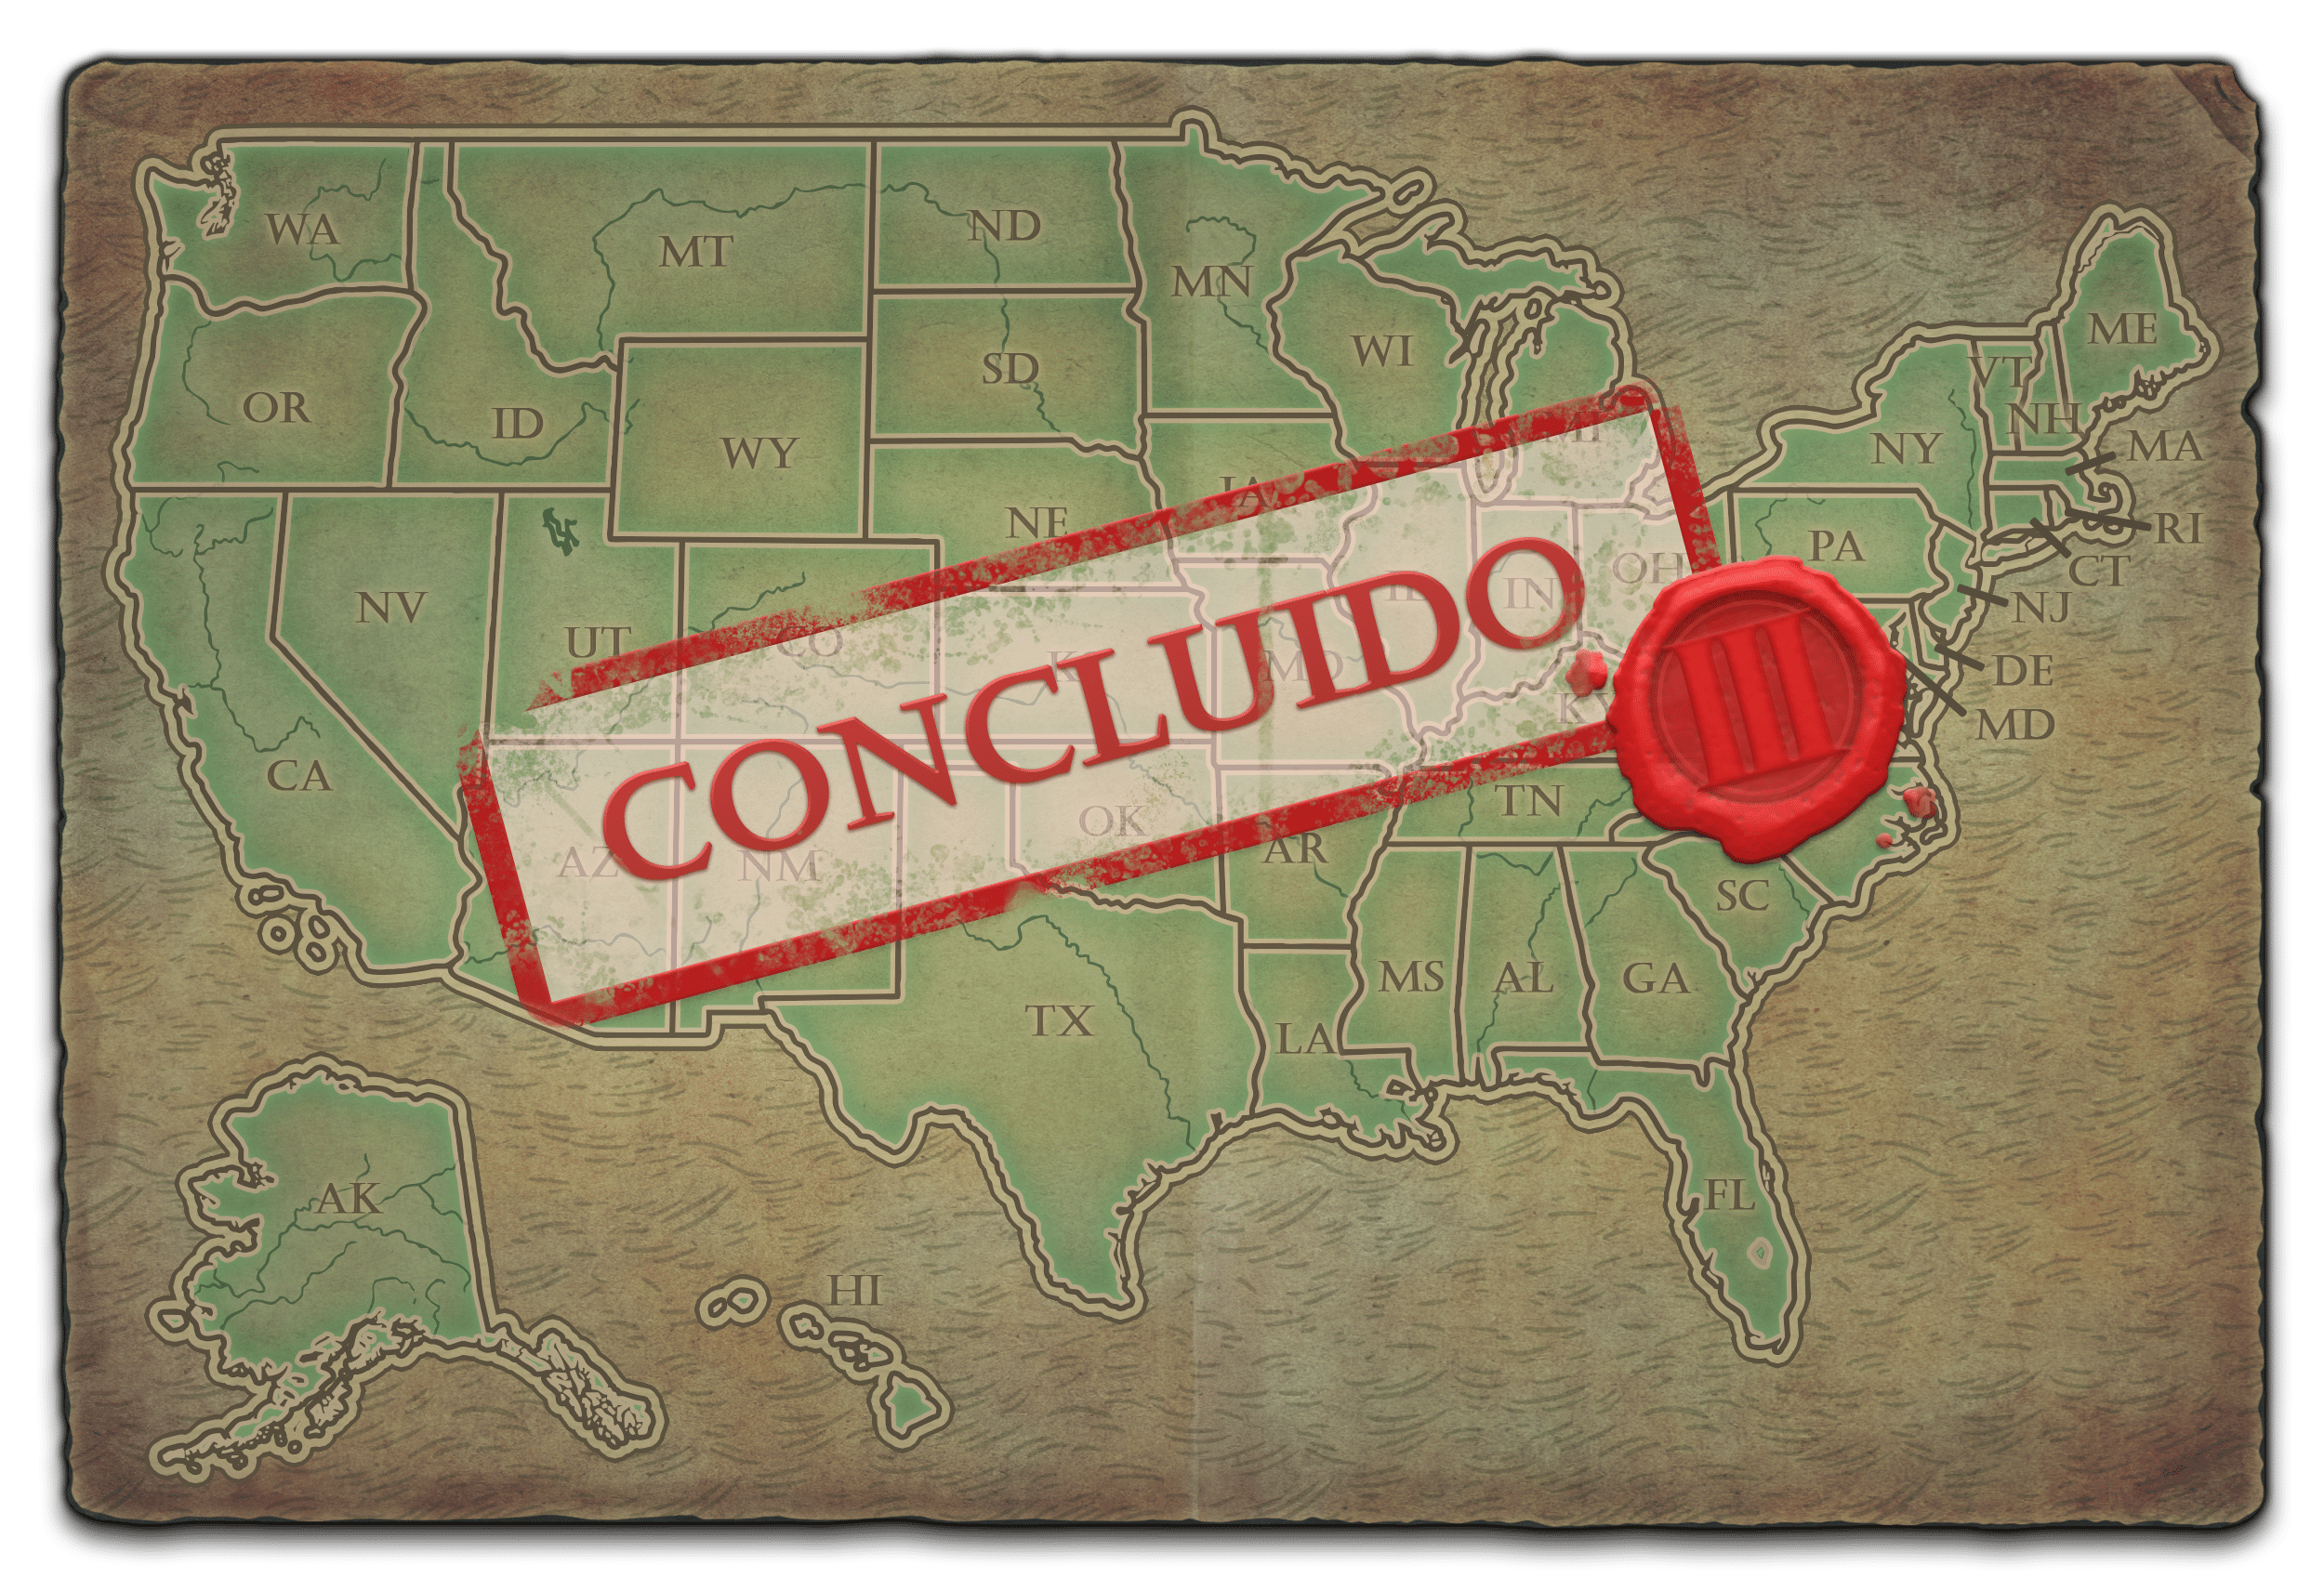 WA
MT
ND
MN
ME
OR
ID
SD
WI
VT
NH
MA
WY
NY
NE
IA
MI
PA
RI
CT
NV
UT
CO
IN
OH
NJ
CONCLUIDO
III
MO
DE
MD
CA
AZ
NM
OK
AR
TN
KY
SC
TX
LA
MS
AL
GA
AK
HI
FL